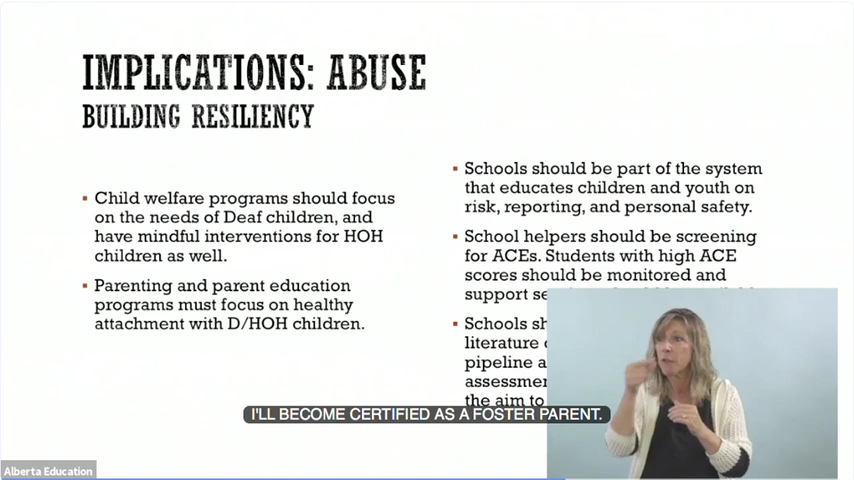 IMPLICATIONS: ABUSE
BUILDING RESILIENCY
▪ Child welfare programs should focus
on the needs of Deaf children, and
have mindful interventions for HOH
children as well.
▪ Parenting and parent education
programs must focus on healthy
attachment with D/HOH children.
▪ Schools should be part of the system
that educates children and youth on
risk, reporting, and personal safety.
▪ School helpers should be screening
for ACEs. Students with high ACE
scores should be monitored and
support
▪ Schools
literature
pipeline
assessmen
the aim to
I'LL BECOME CERTIFIED AS A FOSTER PARENT.
Alberta Education